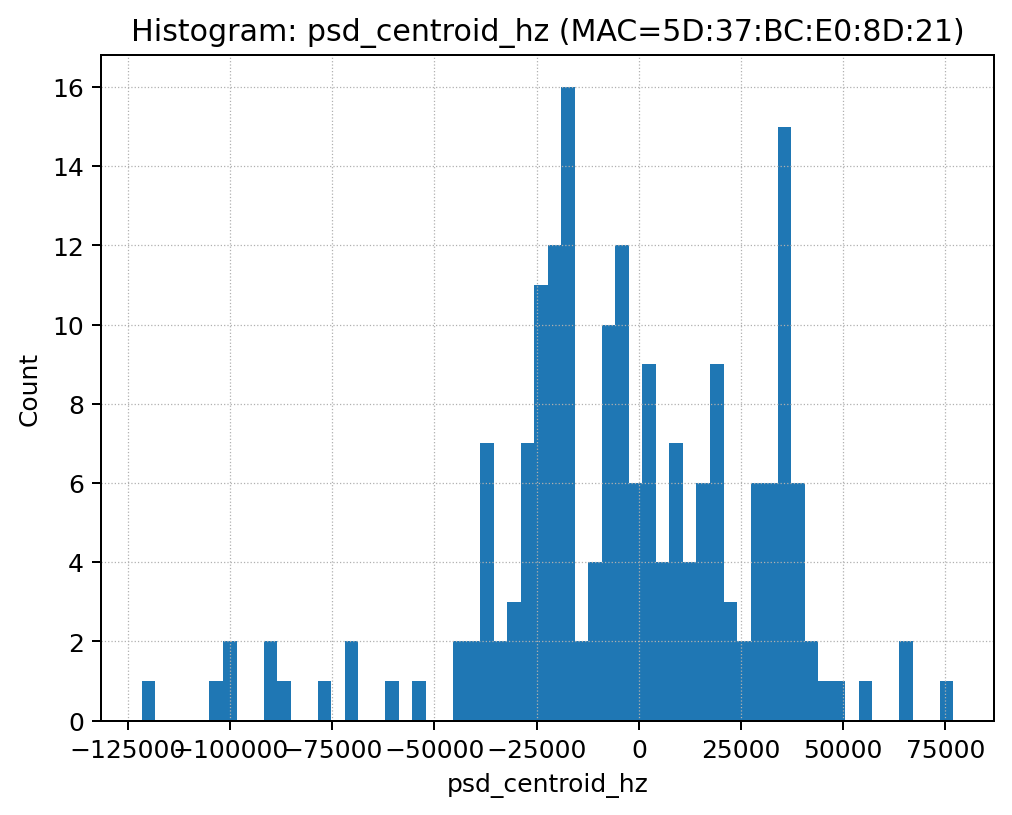 Histogram: psd_centroid_hz (MAC=5D:37:BC:E0:8D:21)
16
14
12
10
8
6
4
2
0
Count
−125000 −100000 −75000 −50000 −25000 0 25000 50000 75000
psd_centroid_hz